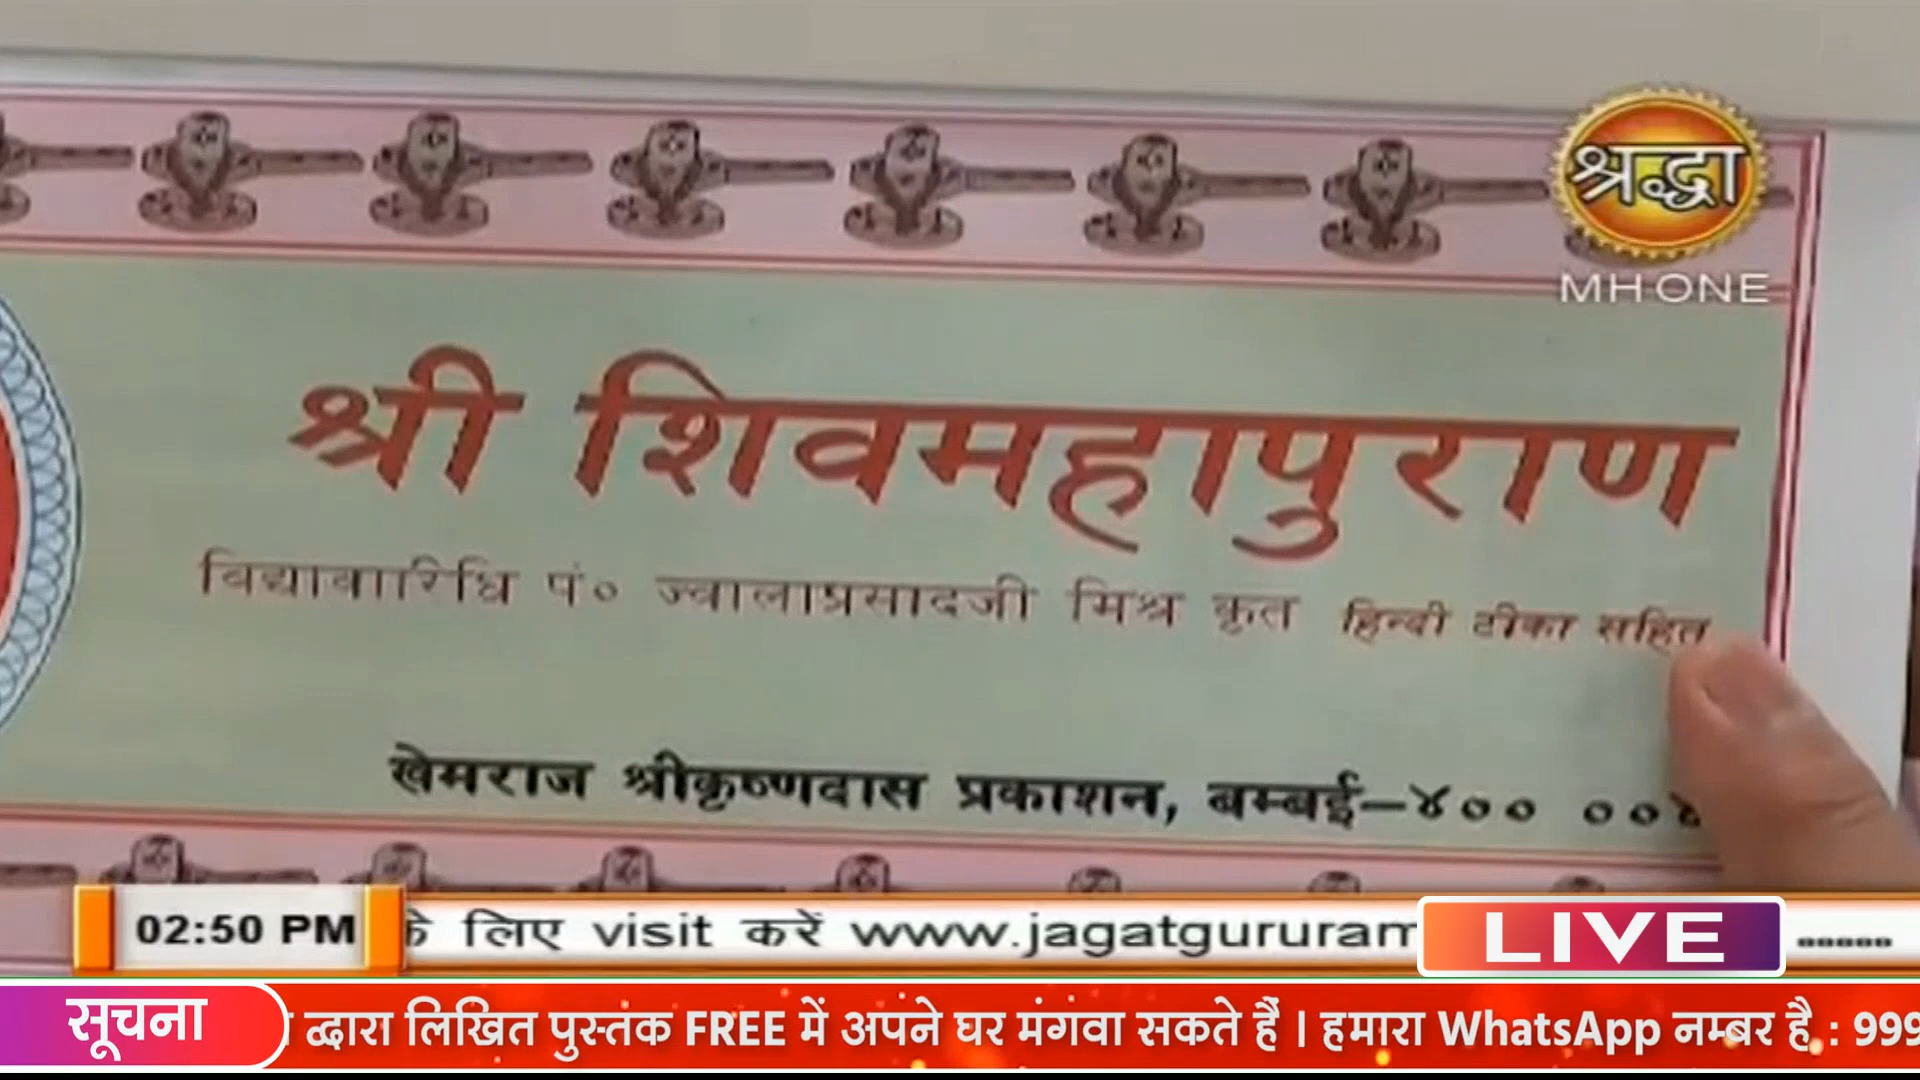 श्रद्धा
MH ONE
श्री शिवमहापुराण
विद्यावारिधि पं० ज्वालाप्रसादजी मिश्र कृत हिन्दी टीका सहित
खेमराज श्रीकृष्णदास प्रकाशन, बम्बई-४०० ००४
02:50 PM
के लिए visit करें www.jagatgururam
LIVE
सूचना
द्वारा लिखित पुस्तक FREE में अपने घर मंगवा सकते हैं । हमारा WhatsApp नम्बर है : 999